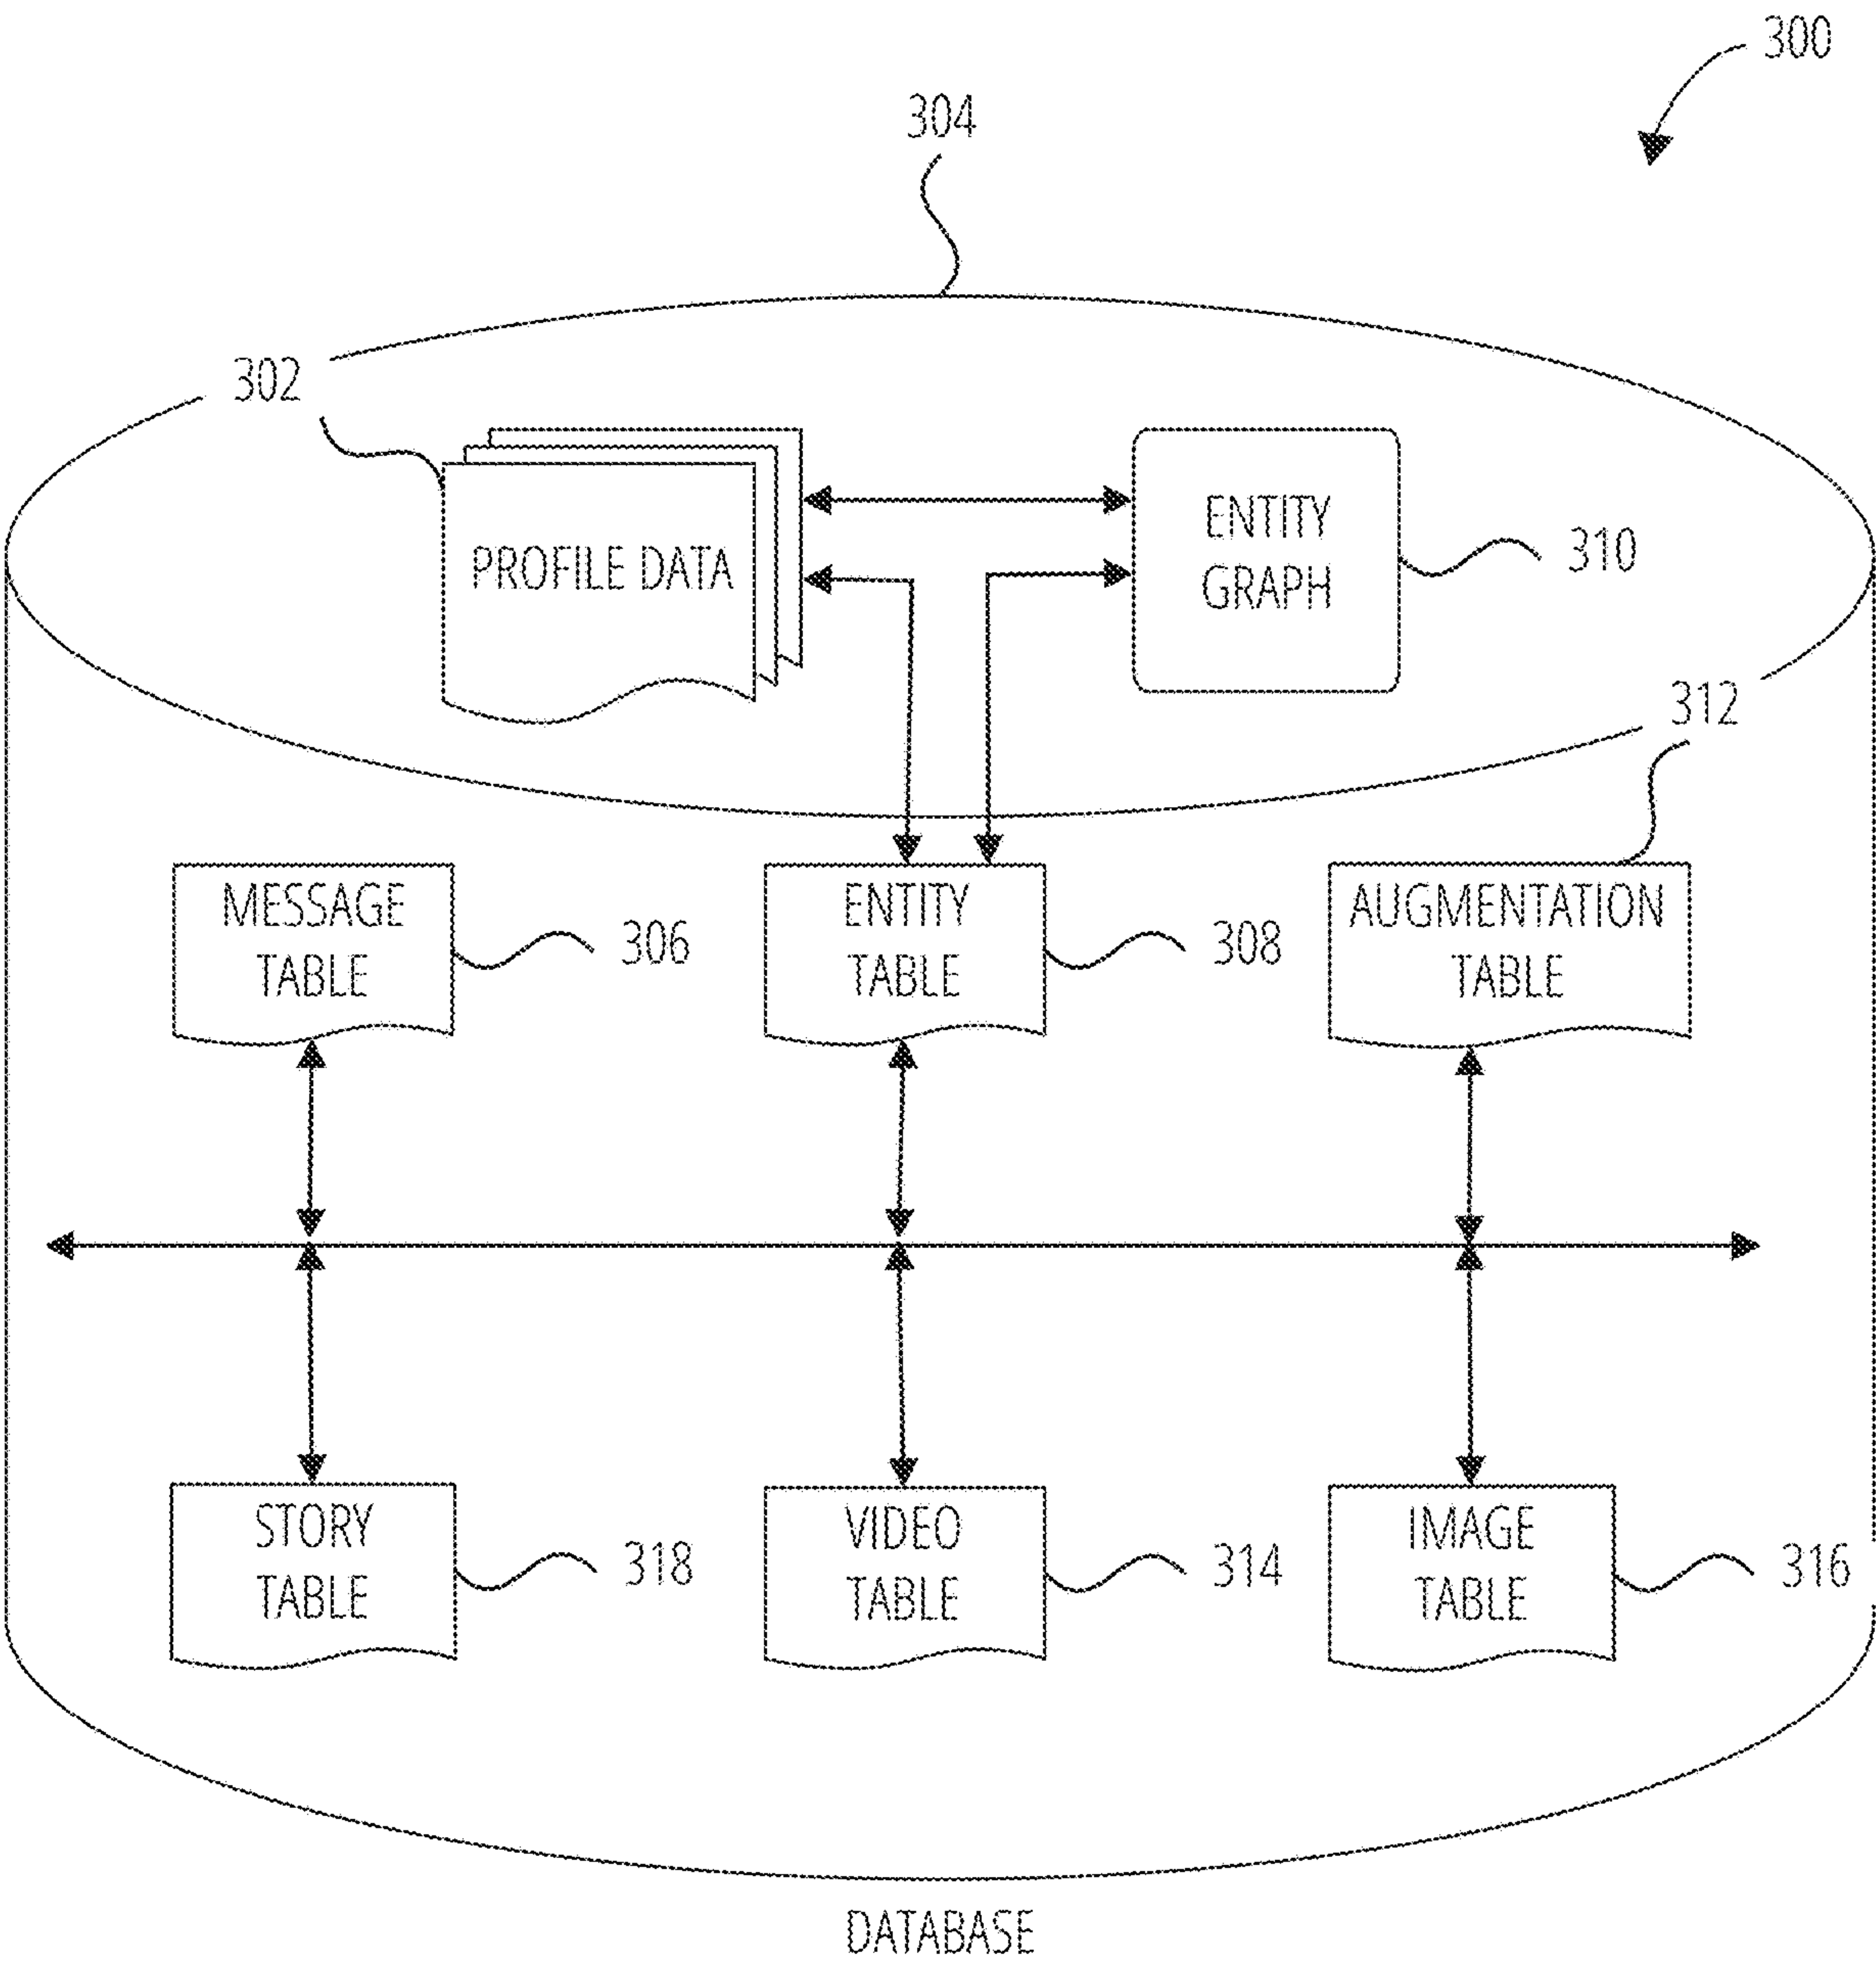 300
304
302
PROFILE DATA
ENTITY
GRAPH
310
312
MESSAGE
TABLE
306
ENTITY
TABLE
308
AUGMENTATION
TABLE
STORY
TABLE
318
VIDEO
TABLE
314
IMAGE
TABLE
316
DATABASE